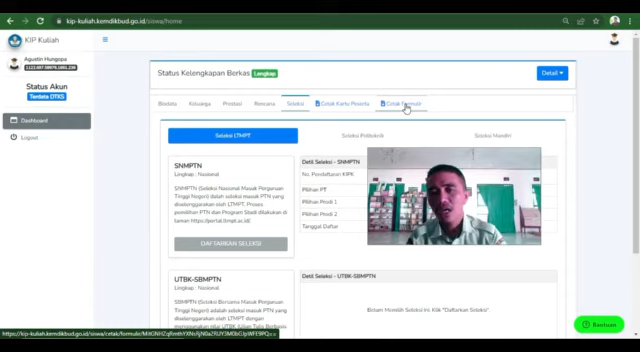 kip-kuliah.kemdikbud.go.id/siswa/home
KIP Kuliah
Agustin Hungopa
Status Akun
Terdata DTKS
Dashboard
Logout
Status Kelengkapan Berkas Lengkap
Detail
Biodata Keluarga Prestasi Rencana Seleksi Cetak Kartu Peserta Cetak Formulir
Seleksi LTMPT Seleksi Politeknik Seleksi Mandiri
SNMPTN
Lingkup : Nasional
SNMPTN (Seleksi Nasional Masuk Perguruan
Tinggi Negeri) adalah seleksi masuk PTN yang
diselenggarakan oleh LTMPT. Proses
pemilihan PTN dan Program Studi dilakukan di
laman https://portal.ltmpt.ac.id/
DAFTARKAN SELEKSI
Detil Seleksi - SNMPTN
No. Pendaftaran KIPK
Pilihan PT
Pilihan Prodi 1
Pilihan Prodi 2
Tanggal Daftar
UTBK-SBMPTN
Lingkup : Nasional
SBMPTN (Seleksi Bersama Masuk Perguruan
Tinggi Negeri) adalah seleksi masuk PTN yang
diselenggarakan oleh LTMPT dengan
Detil Seleksi - UTBK-SBMPTN
Belum Memilih Seleksi Ini. Klik "Daftarkan Seleksi".
Bantuan